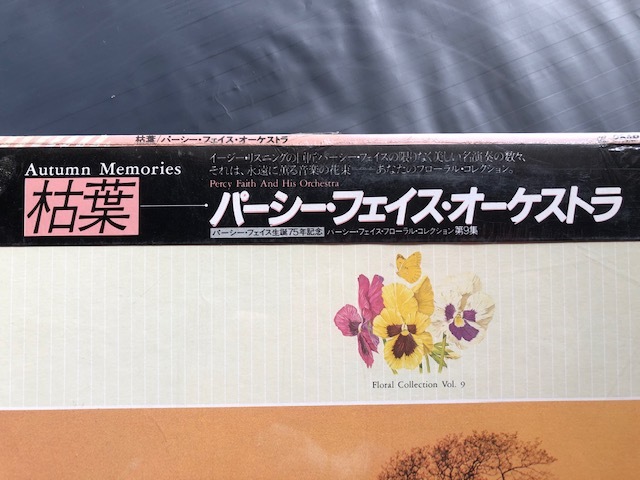 枯葉/パーシー・フェイス・オーケストラ
Autumn Memories
枯葉
イージー・リスニングの巨匠パーシー・フェイスの限りなく美しい名演奏の数々、
それは、永遠に薫る音楽の花束——あなたのフローラル・コレクション。
Percy Faith And His Orchestra
パーシー・フェイス・オーケストラ
パーシー・フェイス生誕75年記念 パーシー・フェイス・フローラル・コレクション 第9集
Floral Collection Vol. 9